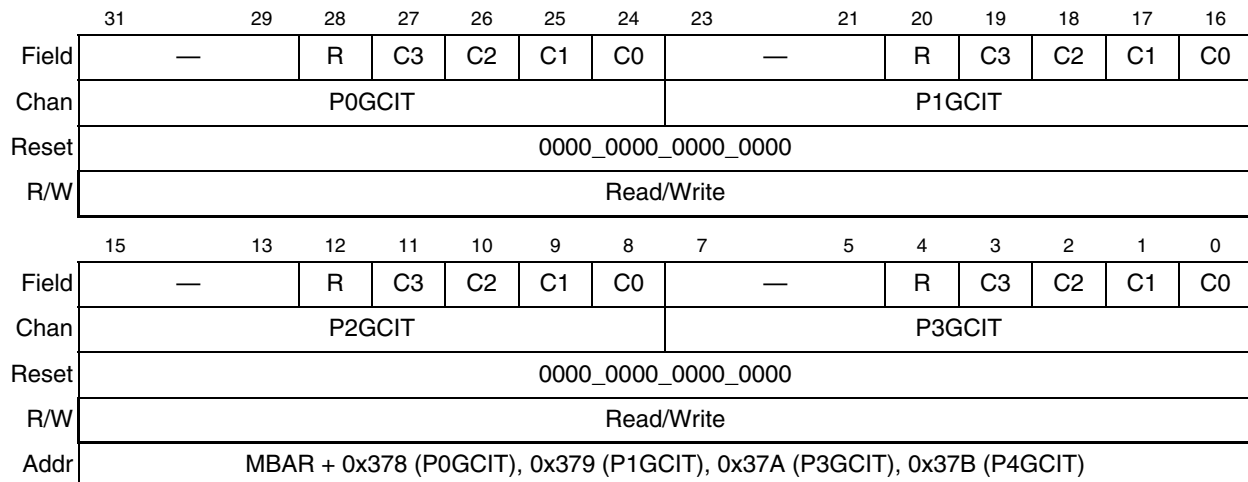 31 29 28 27 26 25 24 23 21 20 19 18 17 16
Field — R C3 C2 C1 C0 — R C3 C2 C1 C0
Chan P0GCIT P1GCIT
Reset 0000_0000_0000_0000
R/W Read/Write
15 13 12 11 10 9 8 7 5 4 3 2 1 0
Field — R C3 C2 C1 C0 — R C3 C2 C1 C0
Chan P2GCIT P3GCIT
Reset 0000_0000_0000_0000
R/W Read/Write
Addr MBAR + 0x378 (P0GCIT), 0x379 (P1GCIT), 0x37A (P3GCIT), 0x37B (P4GCIT)